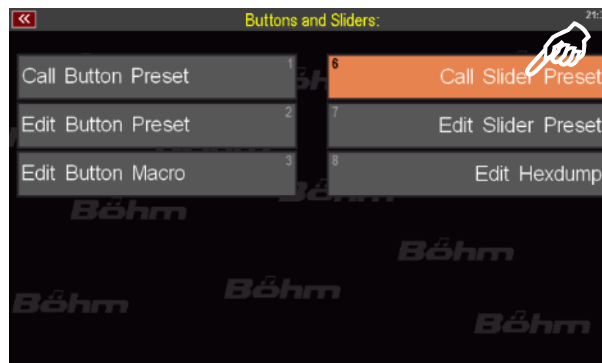 Buttons and Sliders:
21:
Call Button Preset 1
6 Call Slider Preset
Edit Button Preset 2
7 Edit Slider Preset
Edit Button Macro 3
8 Edit Hexdump
Böhm
Böhm
Böhm
Böhm
Böhm